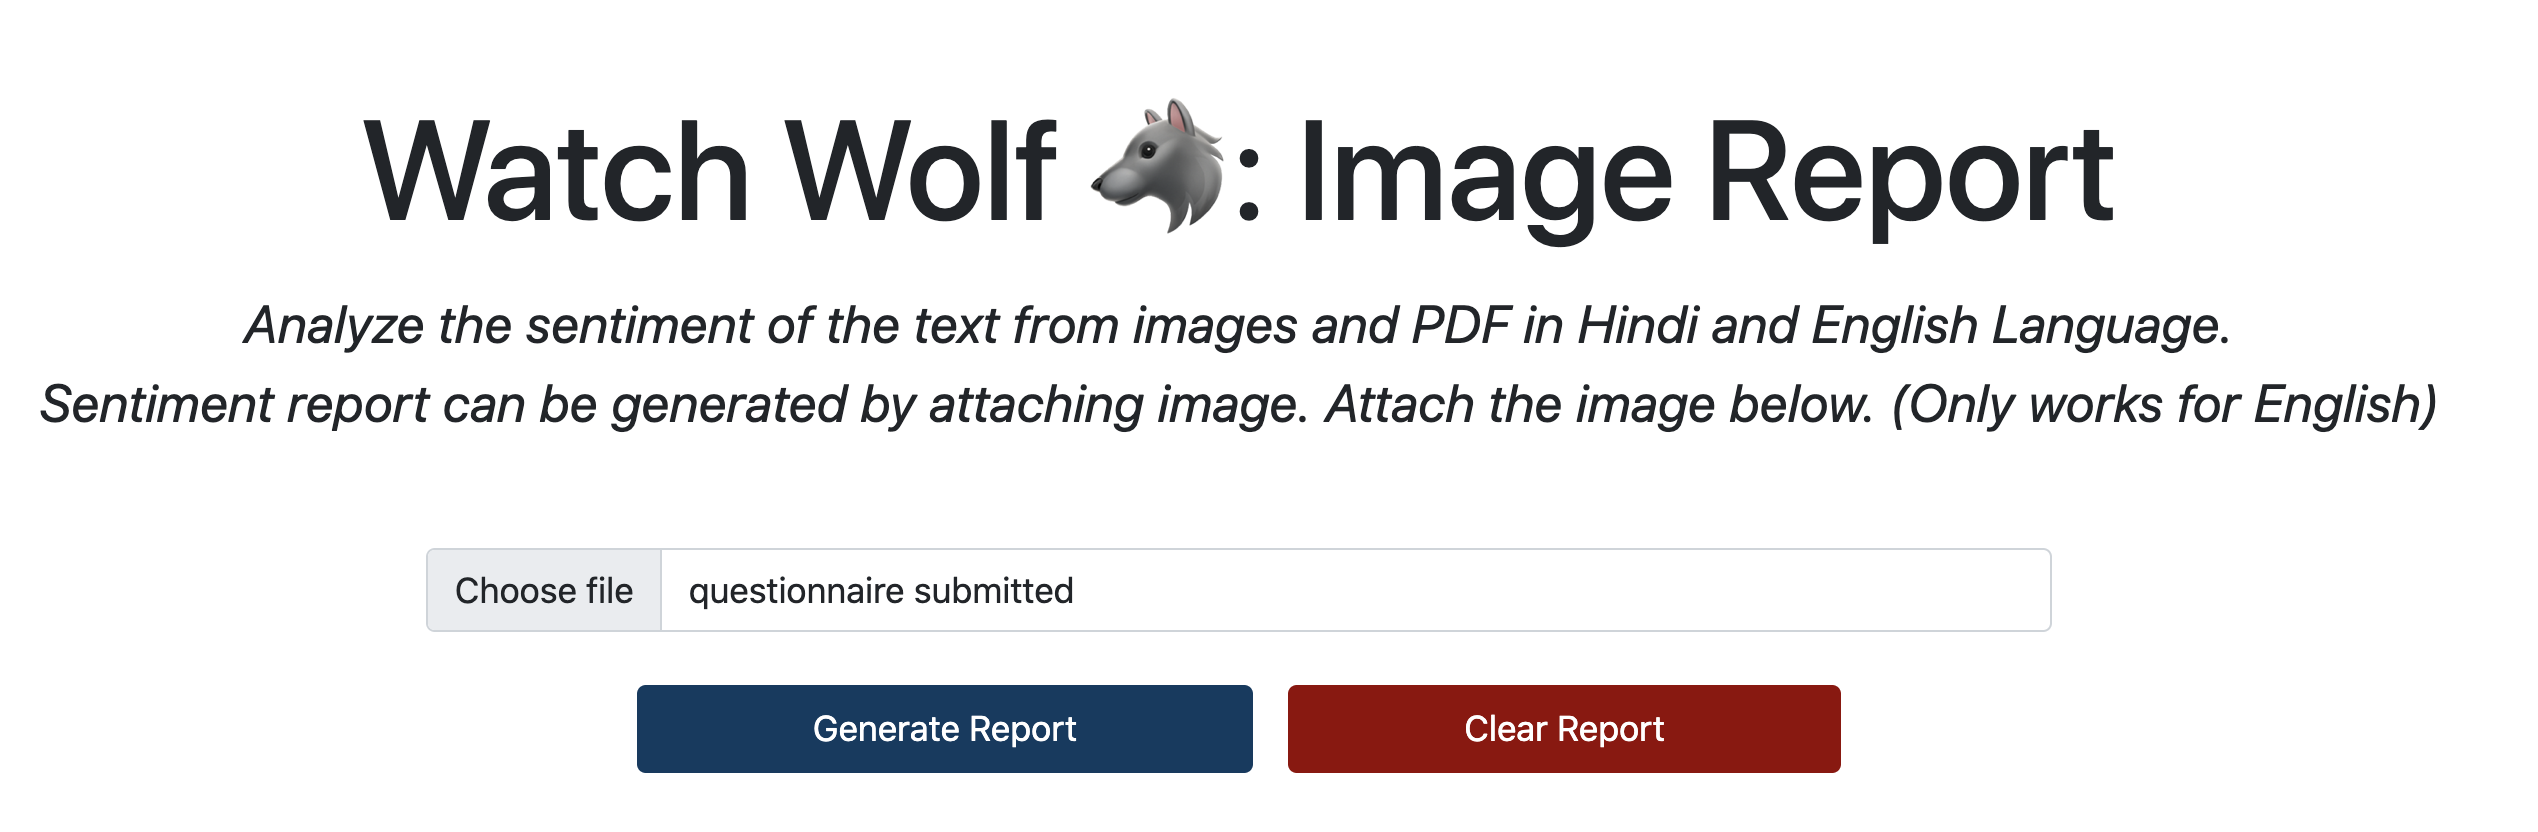 Watch Wolf 🐺: Image Report
Analyze the sentiment of the text from images and PDF in Hindi and English Language.
Sentiment report can be generated by attaching image. Attach the image below. (Only works for English)
Choose file questionnaire submitted
Generate Report Clear Report